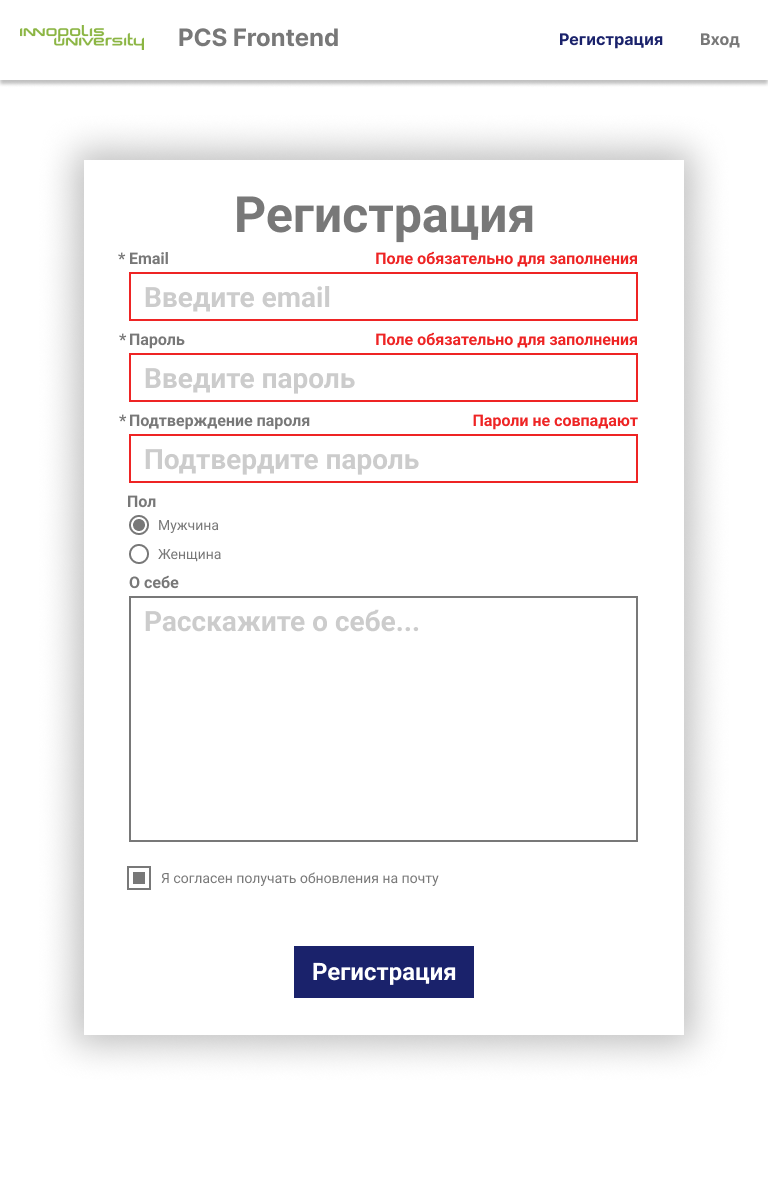 innopolis
university
PCS Frontend
Регистрация
Вход
Регистрация
* Email
Поле обязательно для заполнения
Введите email
* Пароль
Поле обязательно для заполнения
Введите пароль
* Подтверждение пароля
Пароли не совпадают
Подтвердите пароль
Пол
Мужчина
Женщина
О себе
Расскажите о себе...
Я согласен получать обновления на почту
Регистрация